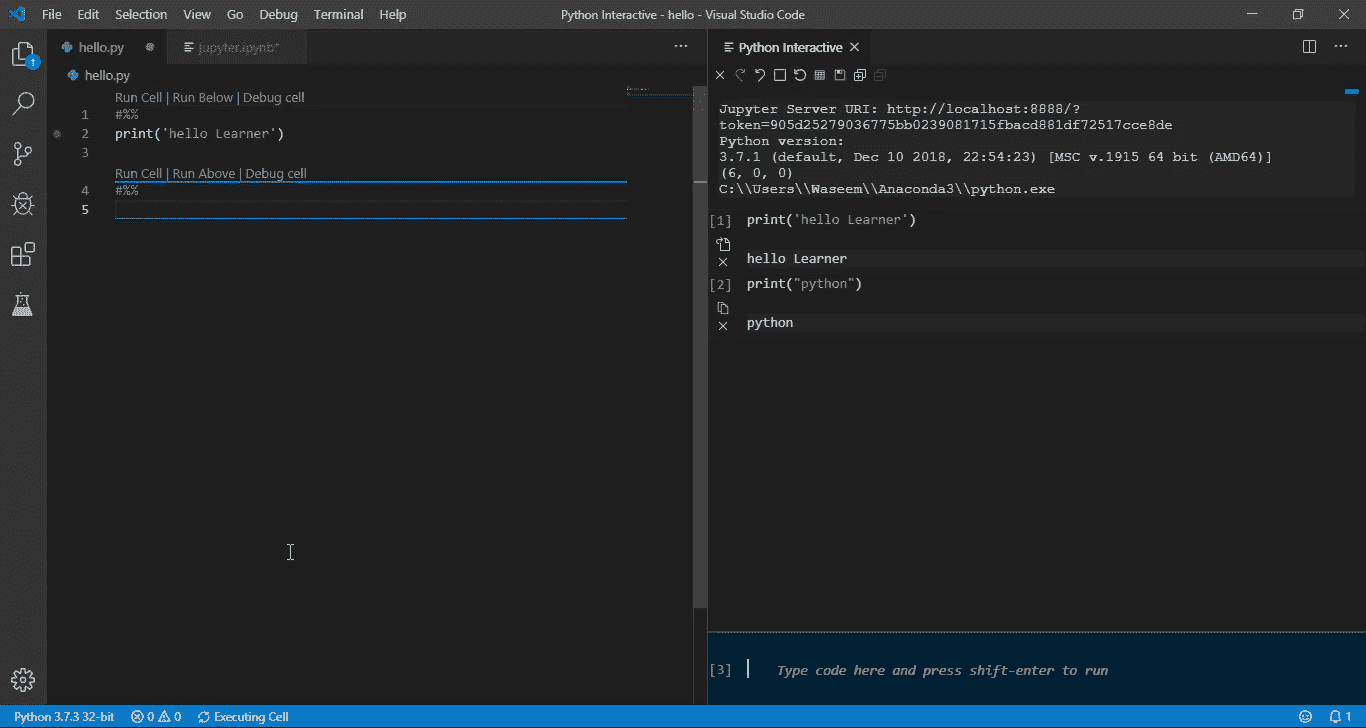 File Edit Selection View Go Debug Terminal Help
Python Interactive - hello - Visual Studio Code
hello.py
jupyter.ipynb*
hello.py
Run Cell | Run Below | Debug cell
1 #%%
2 print('hello Learner')
3
Run Cell | Run Above | Debug cell
4 #%%
5
Python Interactive
Jupyter Server URI: http://localhost:8888/?
token=905d25279036775bb0239081715fbacd881df72517cce8de
Python version:
3.7.1 (default, Dec 10 2018, 22:54:23) [MSC v.1915 64 bit (AMD64)]
(6, 0, 0)
C:\\Users\\Waseem\\Anaconda3\\python.exe
[1] print('hello Learner')
hello Learner
[2] print("python")
python
[3] Type code here and press shift-enter to run
1
Python 3.7.3 32-bit 0 0 Executing Cell
1